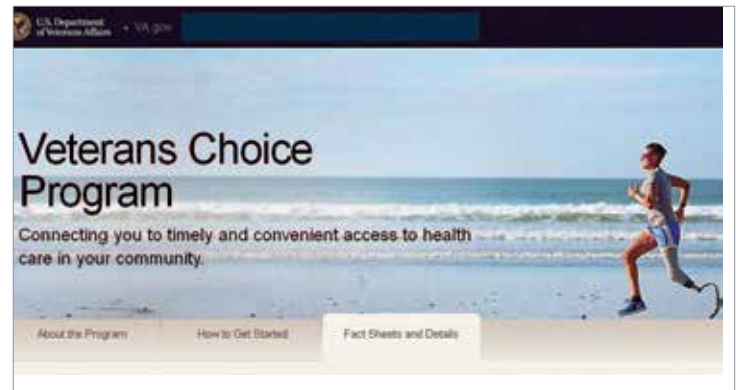 U.S. Department
of Veterans Affairs
VA.gov
Veterans Choice
Program
Connecting you to timely and convenient access to health
care in your community.
About the Program
How to Get Started
Fact Sheets and Details